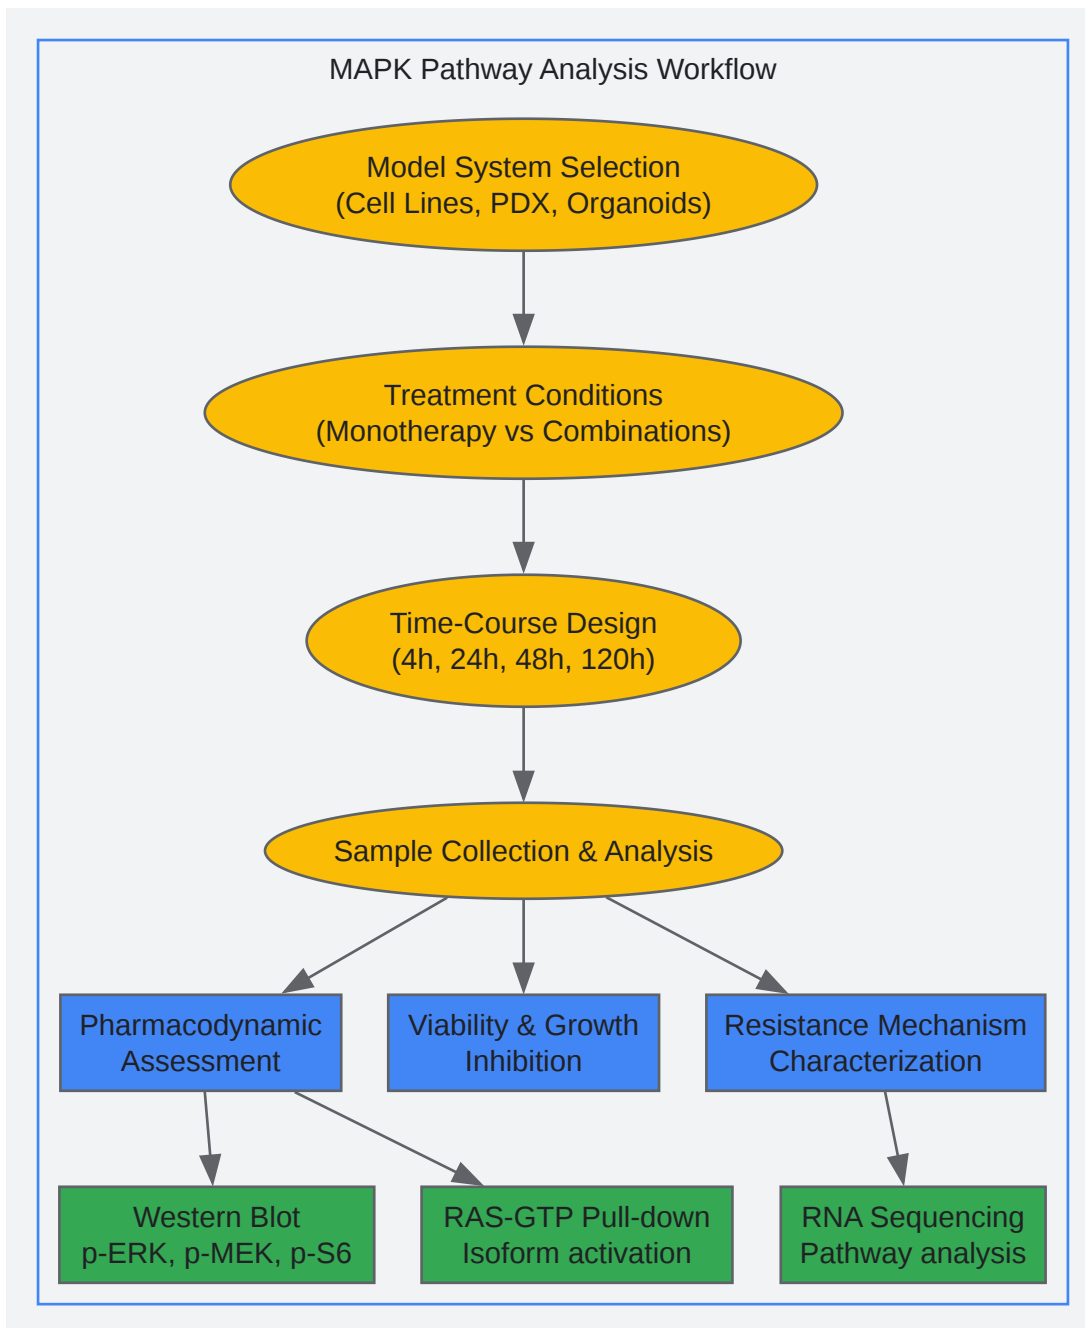 MAPK Pathway Analysis Workflow
Model System Selection
(Cell Lines, PDX, Organoids)
Treatment Conditions
(Monotherapy vs Combinations)
Time-Course Design
(4h, 24h, 48h, 120h)
Sample Collection & Analysis
Pharmacodynamic
Assessment
Viability & Growth
Inhibition
Resistance Mechanism
Characterization
Western Blot
p-ERK, p-MEK, p-S6
RAS-GTP Pull-down
Isoform activation
RNA Sequencing
Pathway analysis